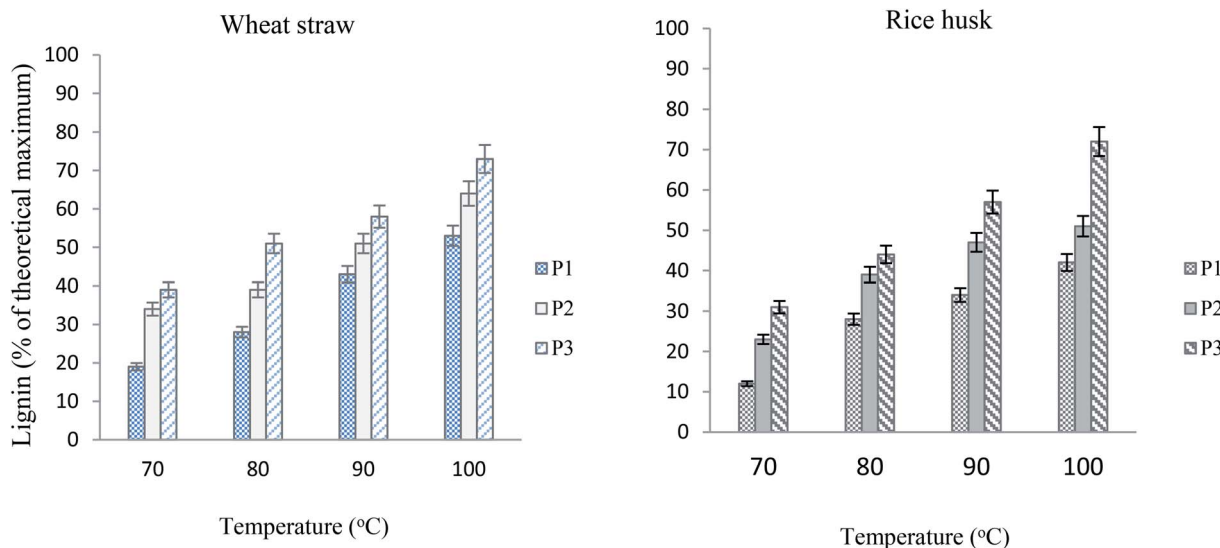 Wheat straw
Lignin (% of theoretical maximum)
100
90
80
70
60
50
40
30
20
10
0
70 80 90 100
Temperature (°C)
P1
P2
P3
Rice husk
100
90
80
70
60
50
40
30
20
10
0
70 80 90 100
Temperature (°C)
P1
P2
P3